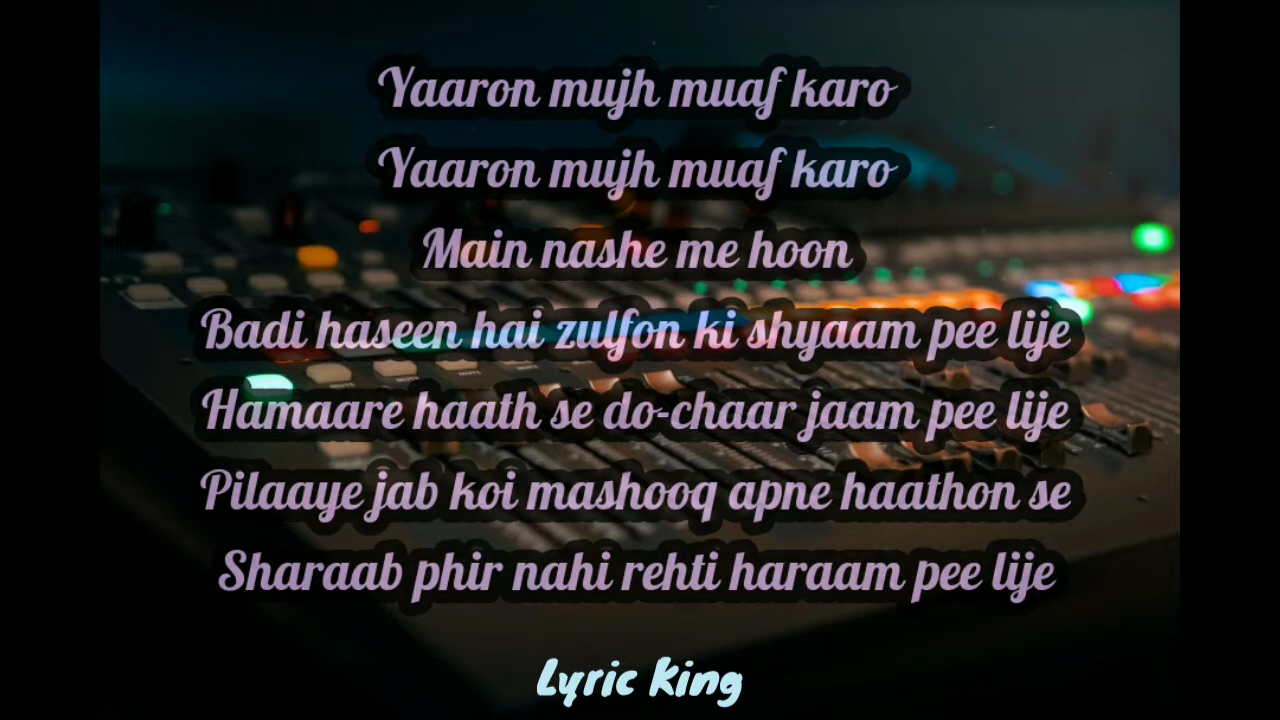 Yaaron mujh muaf karo
Yaaron mujh muaf karo
Main nashe me hoon
Badi haseen hai zulfon ki shyaam pee lije
Hamaare haath se do-chaar jaam pee lije
Pilaaye jab koi mashooq apne haathon se
Sharaab phir nahi rehti haraam pee lije
Lyric King